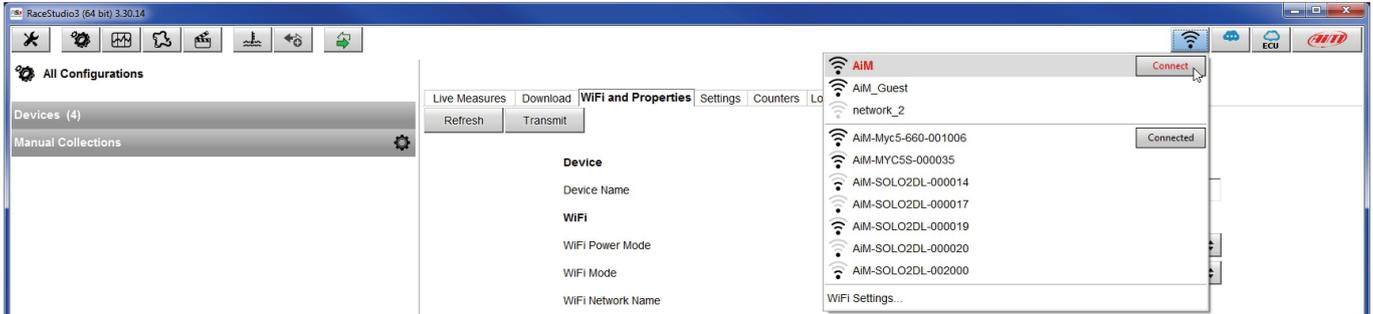 RaceStudio3 (64 bit) 3.30.14
ECU
AiM
All Configurations
Devices (4)
Manual Collections
Live Measures Download WiFi and Properties Settings Counters Lo
Refresh Transmit
Device
Device Name
WiFi
WiFi Power Mode
WiFi Mode
WiFi Network Name
AiM Connect
AiM_Guest
network_2
AiM-Myc5-660-001006 Connected
AiM-MYC5S-000035
AiM-SOLO2DL-000014
AiM-SOLO2DL-000017
AiM-SOLO2DL-000019
AiM-SOLO2DL-000020
AiM-SOLO2DL-002000
WiFi Settings...